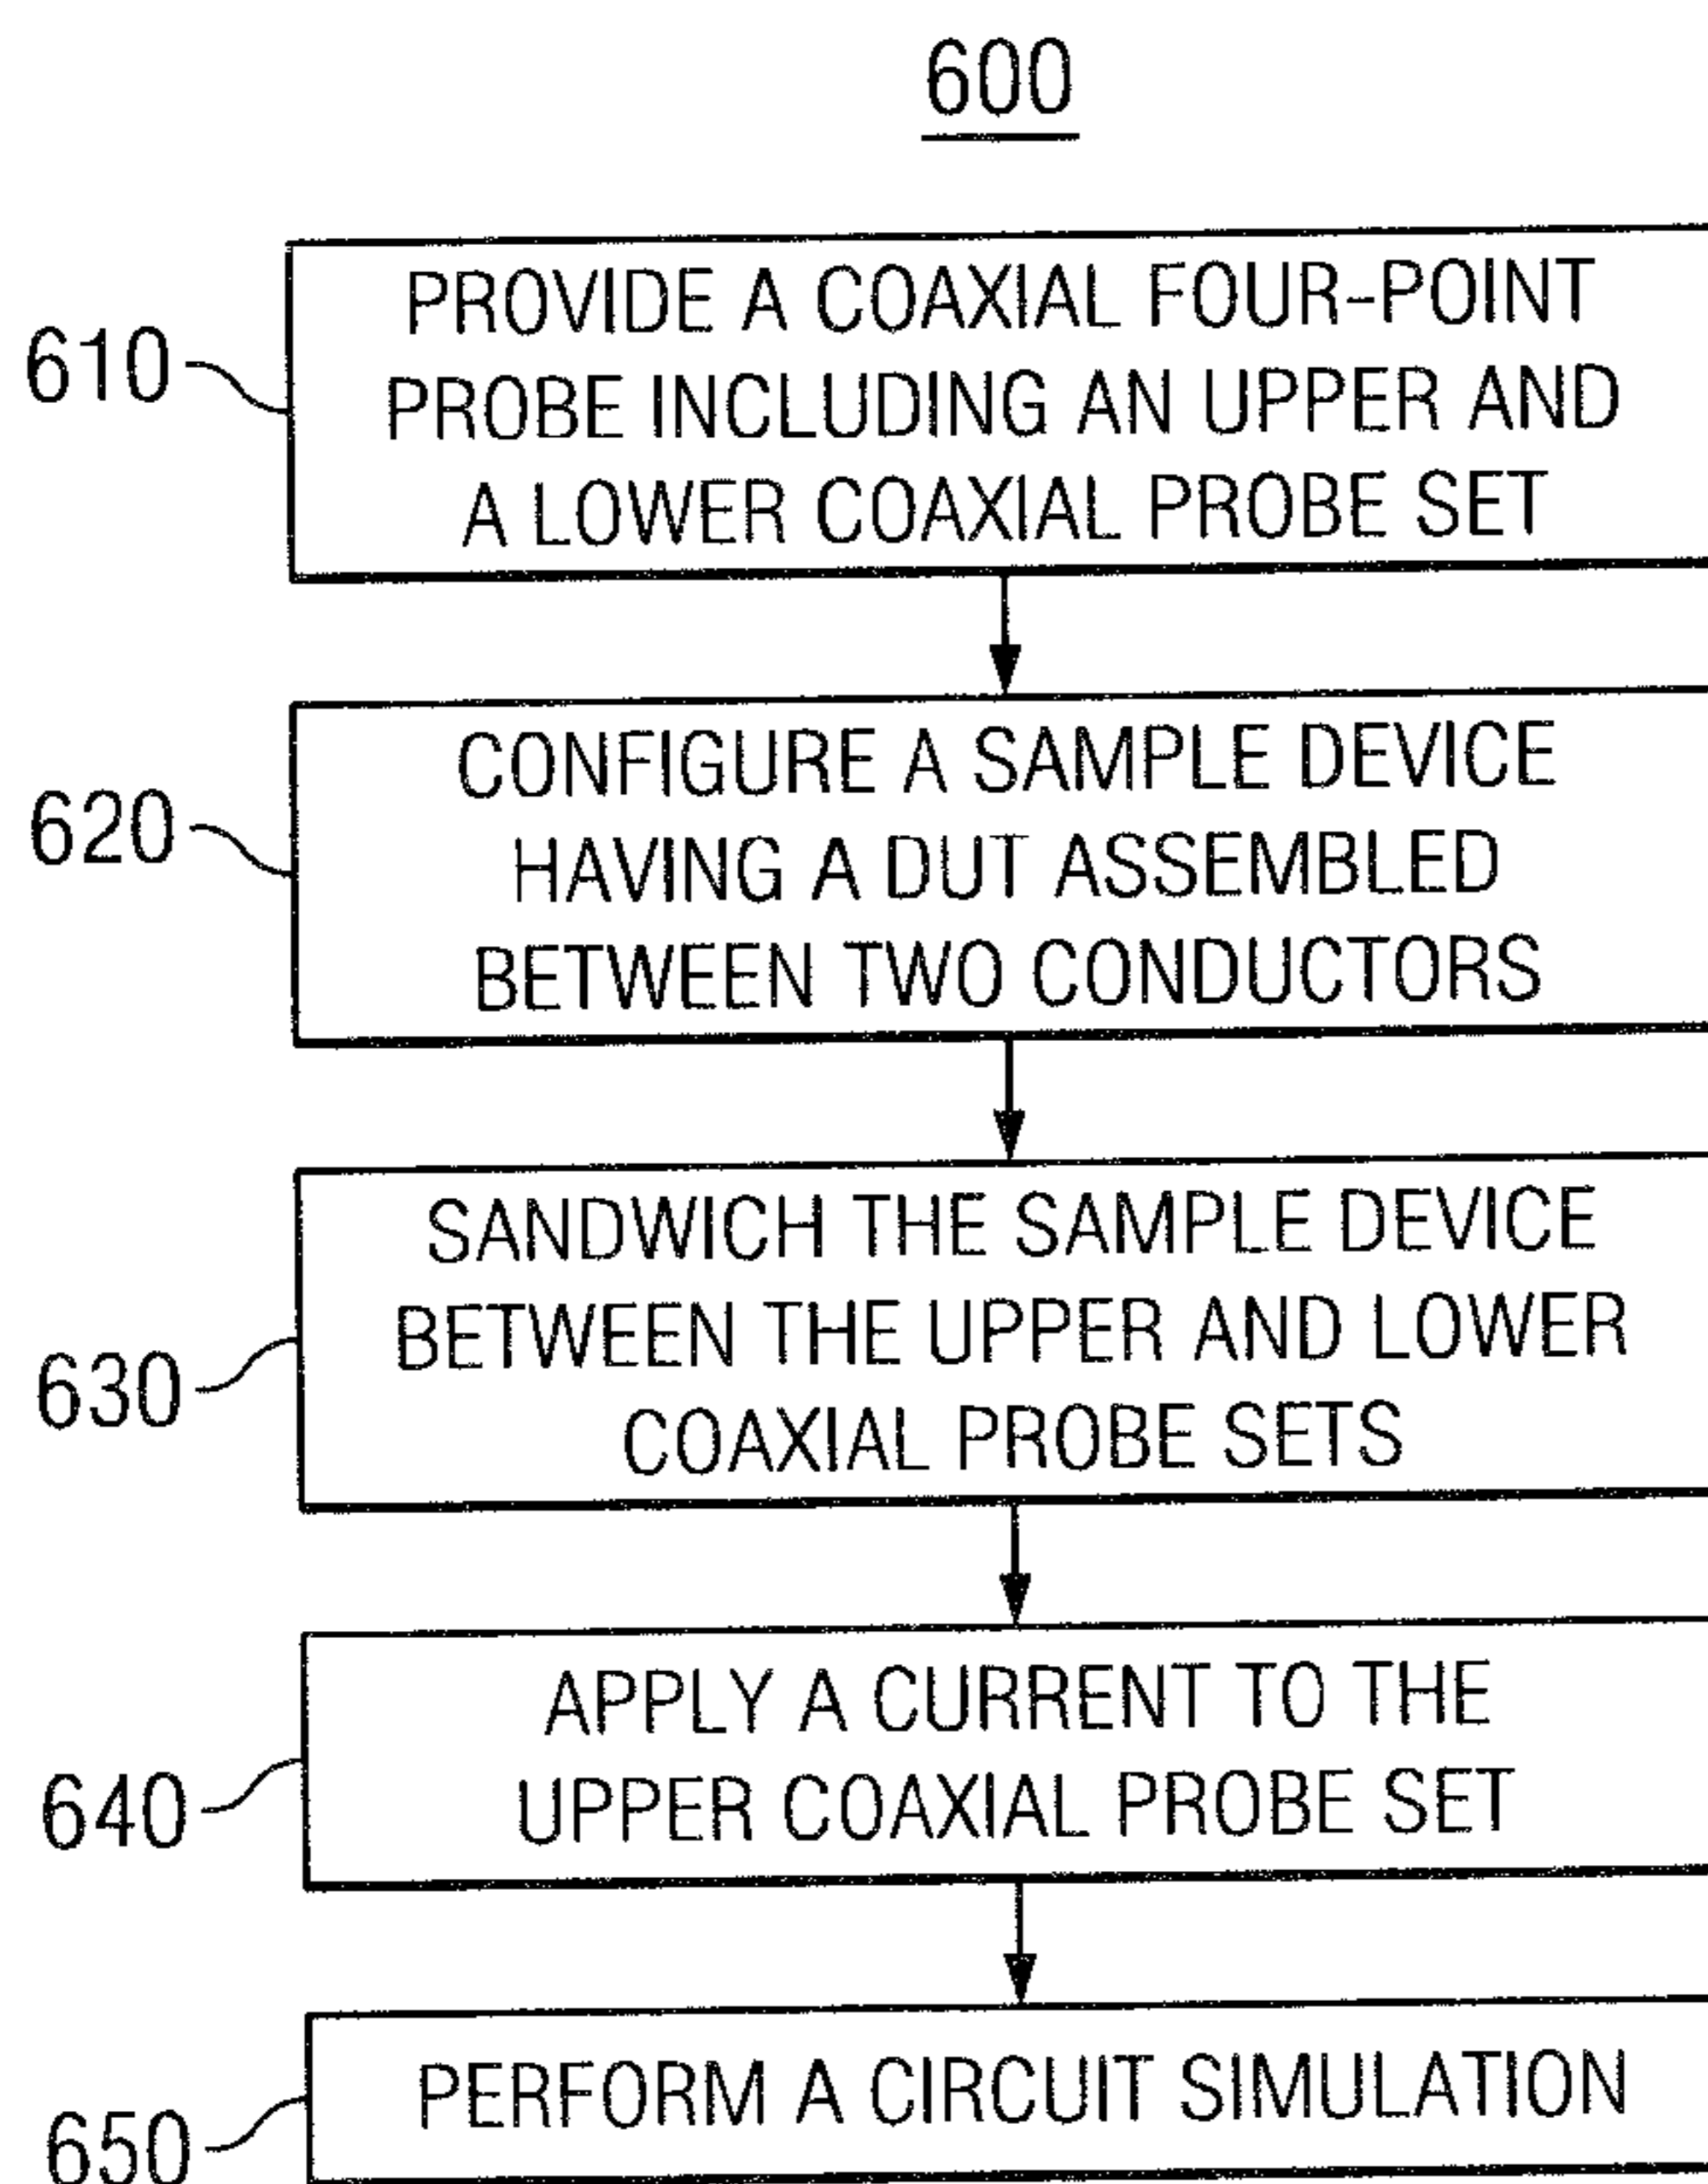 600
610
PROVIDE A COAXIAL FOUR-POINT
PROBE INCLUDING AN UPPER AND
A LOWER COAXIAL PROBE SET
620
CONFIGURE A SAMPLE DEVICE
HAVING A DUT ASSEMBLED
BETWEEN TWO CONDUCTORS
630
SANDWICH THE SAMPLE DEVICE
BETWEEN THE UPPER AND LOWER
COAXIAL PROBE SETS
640
APPLY A CURRENT TO THE
UPPER COAXIAL PROBE SET
650
PERFORM A CIRCUIT SIMULATION